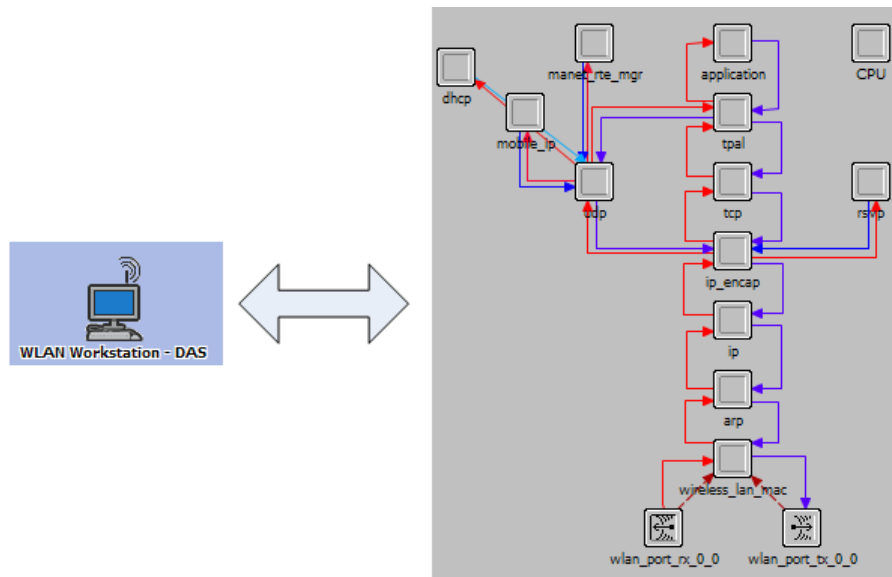 manet_rte_mgr
application
CPU
dhcp
mobile_ip
tpal
udp
tcp
rsvp
ip_encap
WLAN Workstation - DAS
ip
arp
wireless_lan_mac
wlan_port_rx_0_0
wlan_port_tx_0_0